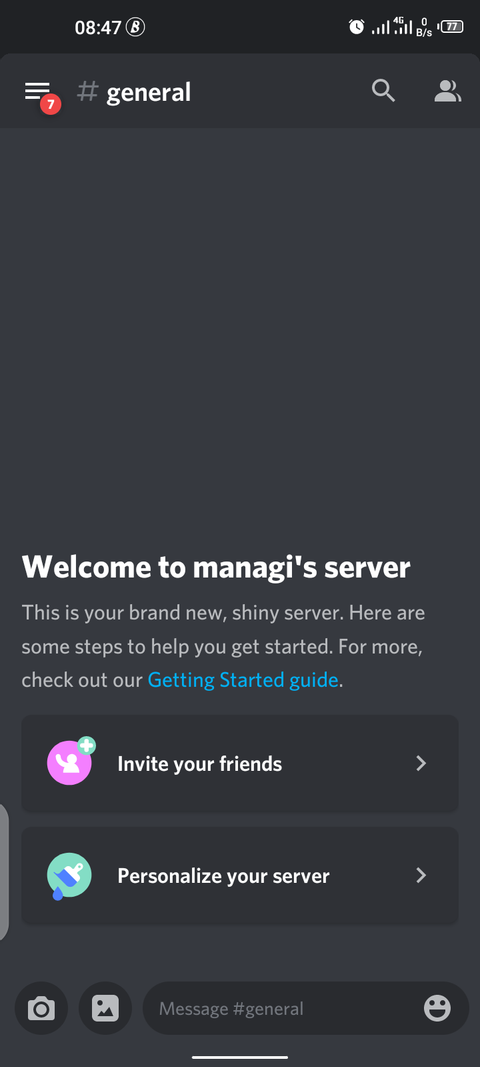 08:47 B 4G 0 B/s 77
7 # general
Welcome to managi's server
This is your brand new, shiny server. Here are
some steps to help you get started. For more,
check out our Getting Started guide.
Invite your friends
Personalize your server
Message #general